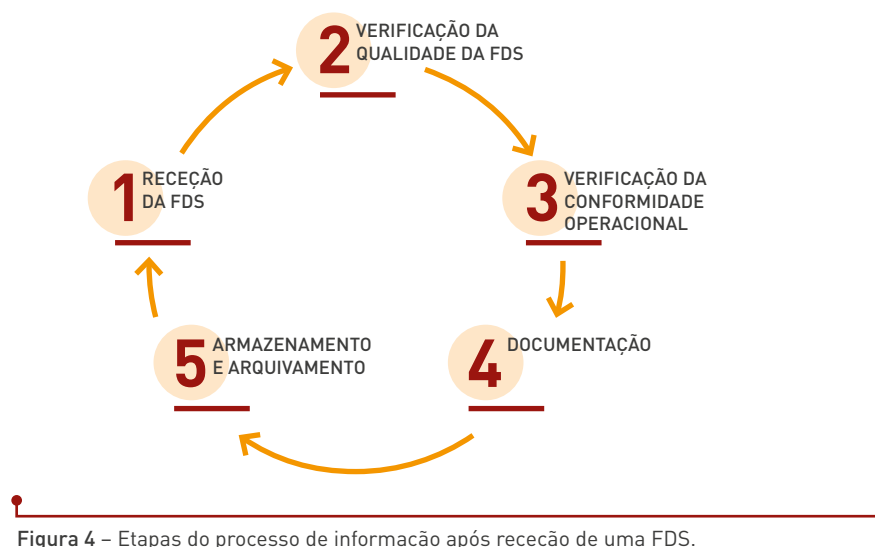 1 RECEÇÃO
DA FDS
2 VERIFICAÇÃO DA
QUALIDADE DA FDS
3 VERIFICAÇÃO DA
CONFORMIDADE
OPERACIONAL
4 DOCUMENTAÇÃO
5 ARMAZENAMENTO
E ARQUIVAMENTO
Figura 4 – Etapas do processo de informação após receção de uma FDS.